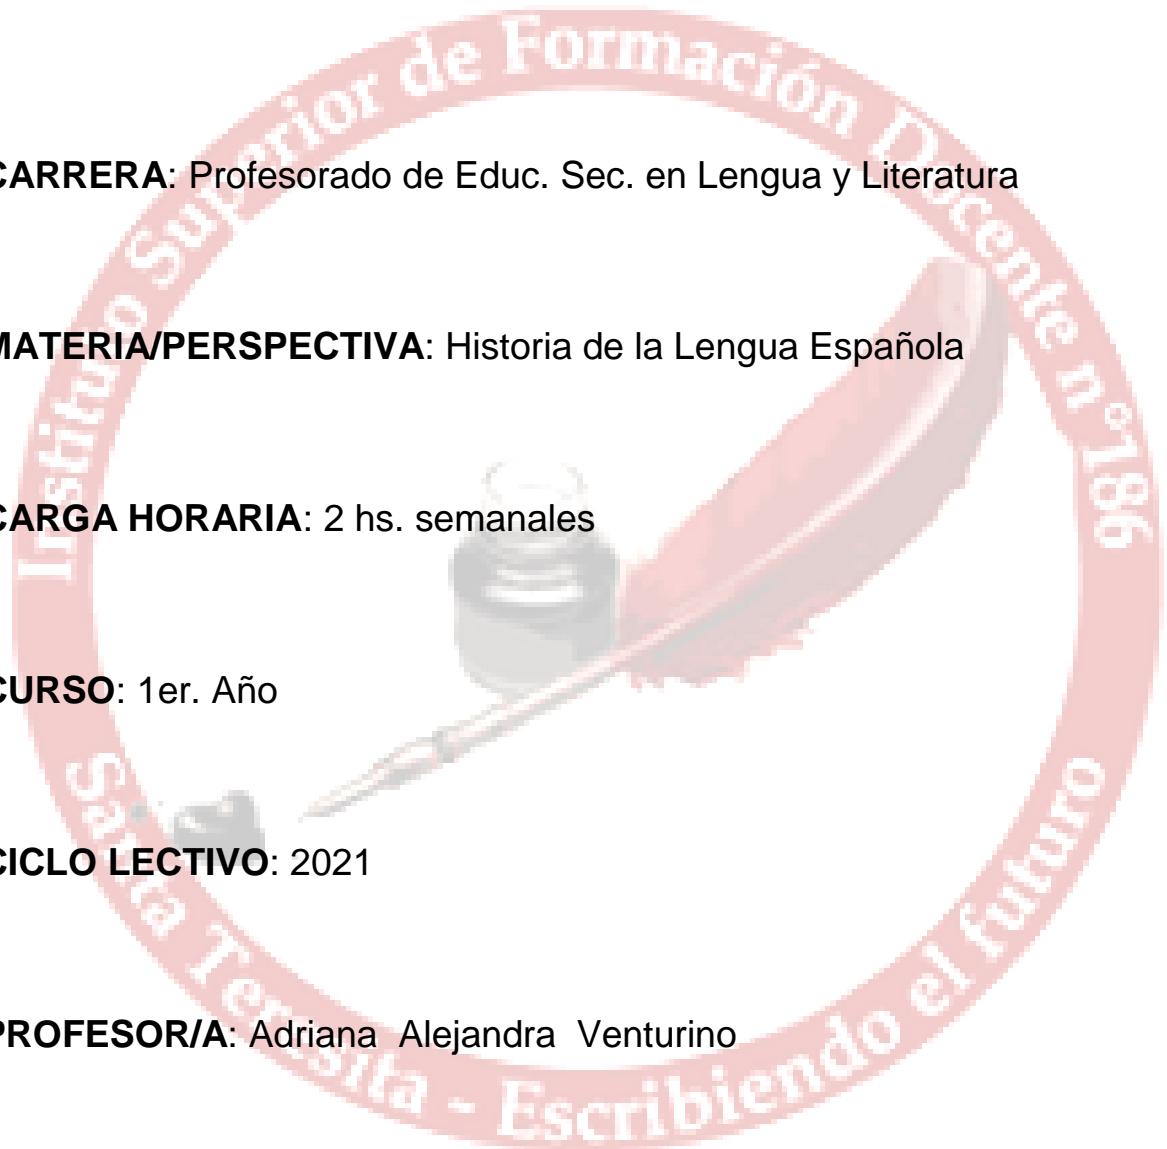 Instituto Superior de Formación Docente n°186
CARRERA: Profesorado de Educ. Sec. en Lengua y Literatura
MATERIA/PERSPECTIVA: Historia de la Lengua Española
CARGA HORARIA: 2 hs. semanales
CURSO: 1er. Año
CICLO LECTIVO: 2021
PROFESOR/A: Adriana Alejandra Venturino
Santa Teresita - Escribiendo el futuro